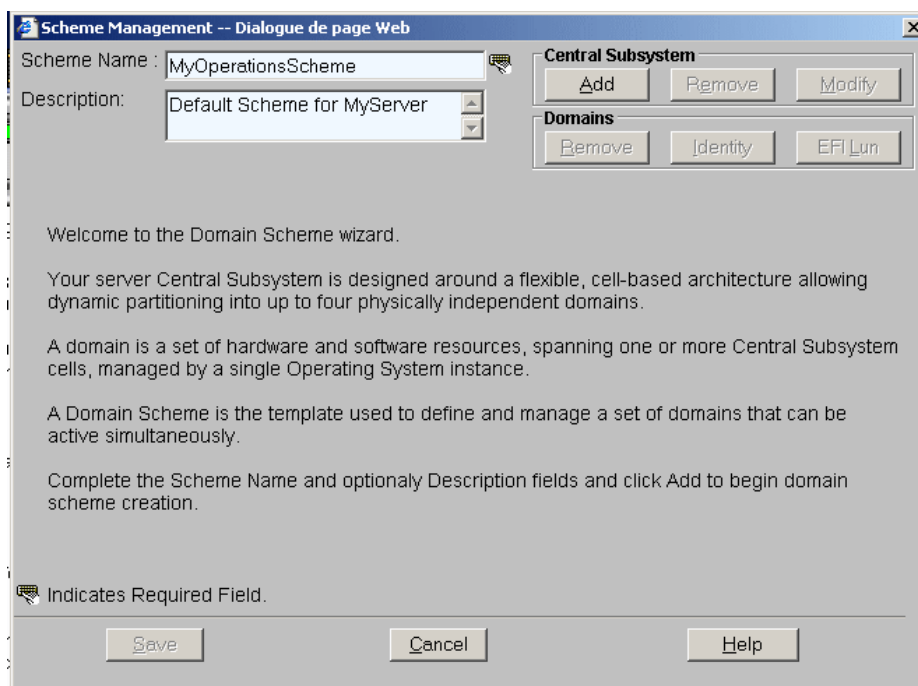 Scheme Management -- Dialogue de page Web
Scheme Name : MyOperationsScheme
Description: Default Scheme for MyServer
Central Subsystem
Add Remove Modify
Domains
Remove Identity EFI Lun
Welcome to the Domain Scheme wizard.
Your server Central Subsystem is designed around a flexible, cell-based architecture allowing
dynamic partitioning into up to four physically independent domains.
A domain is a set of hardware and software resources, spanning one or more Central Subsystem
cells, managed by a single Operating System instance.
A Domain Scheme is the template used to define and manage a set of domains that can be
active simultaneously.
Complete the Scheme Name and optionaly Description fields and click Add to begin domain
scheme creation.
Indicates Required Field.
Save Cancel Help